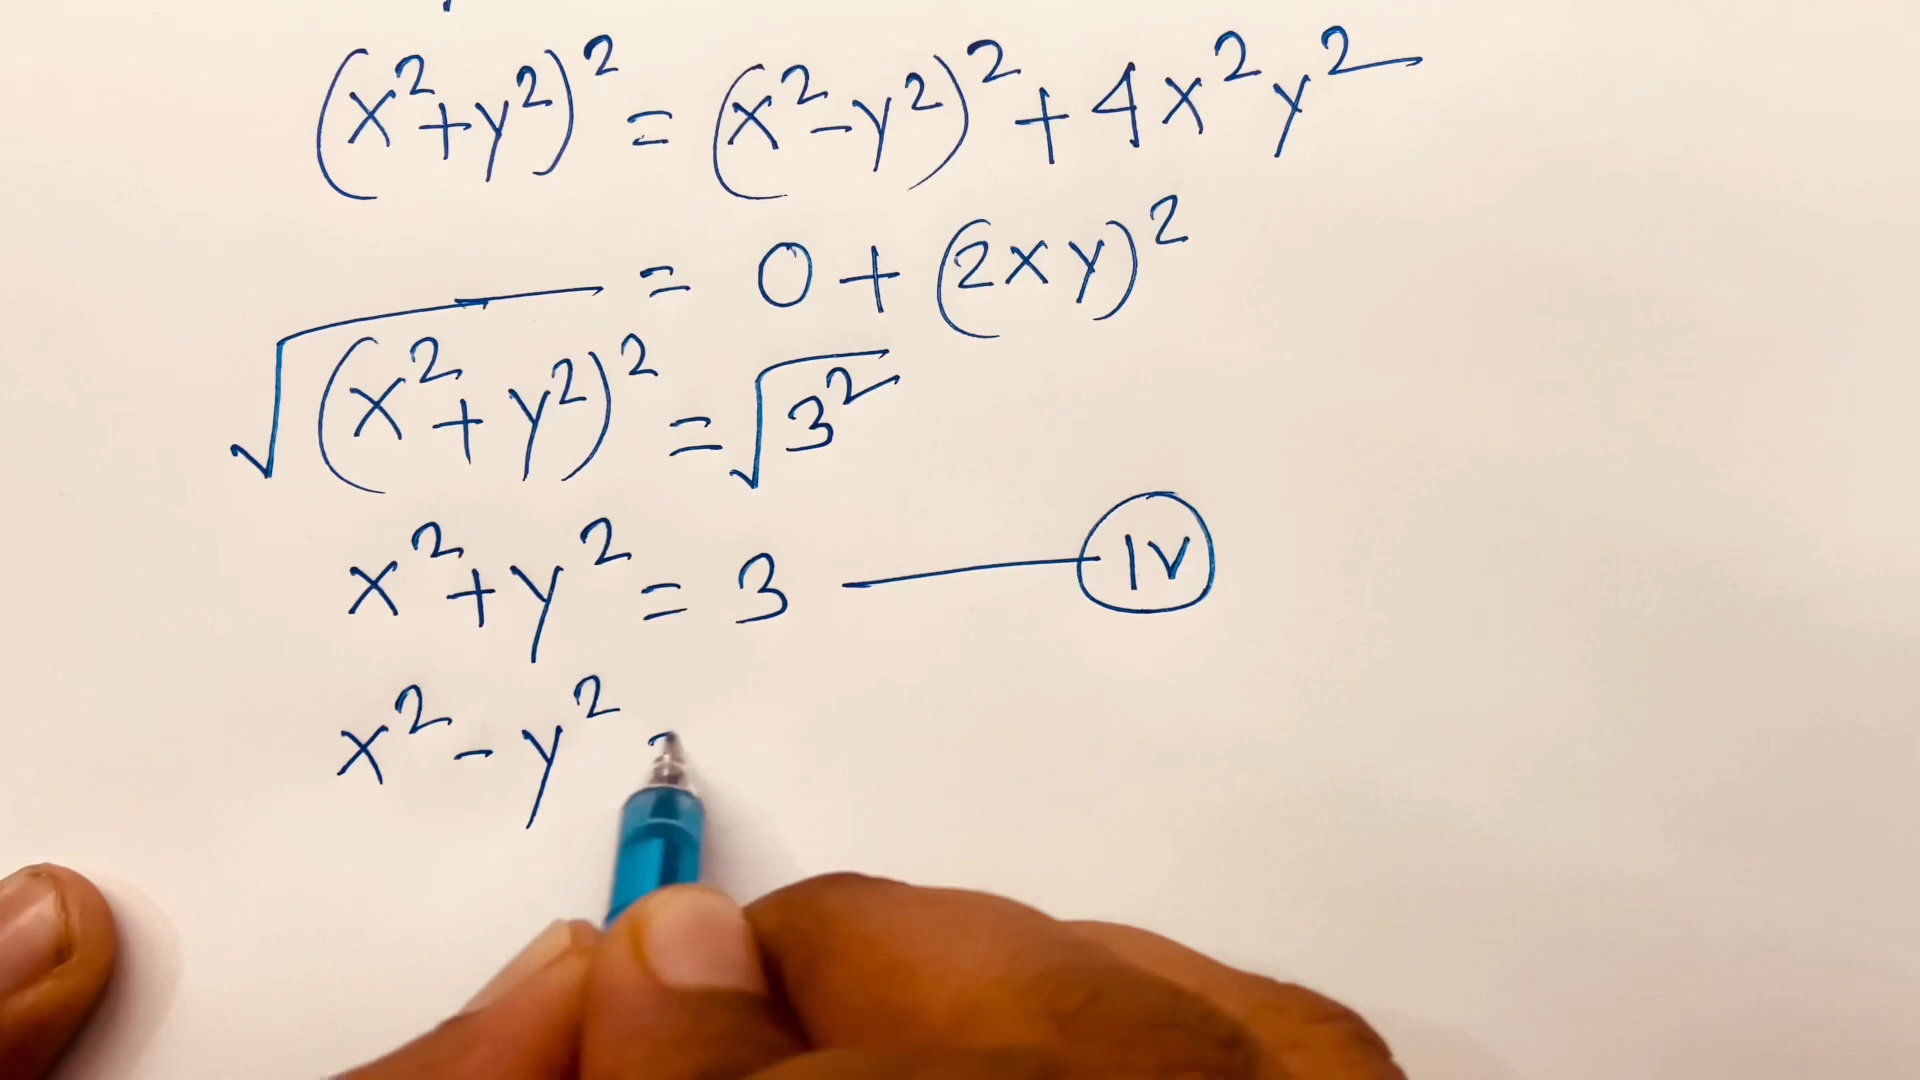 (x²+y²)² = (x²-y²)² + 4x²y²
= 0 + (2xy)²
√(x²+y²)² = √3²
x²+y² = 3 — IV
x² - y² =